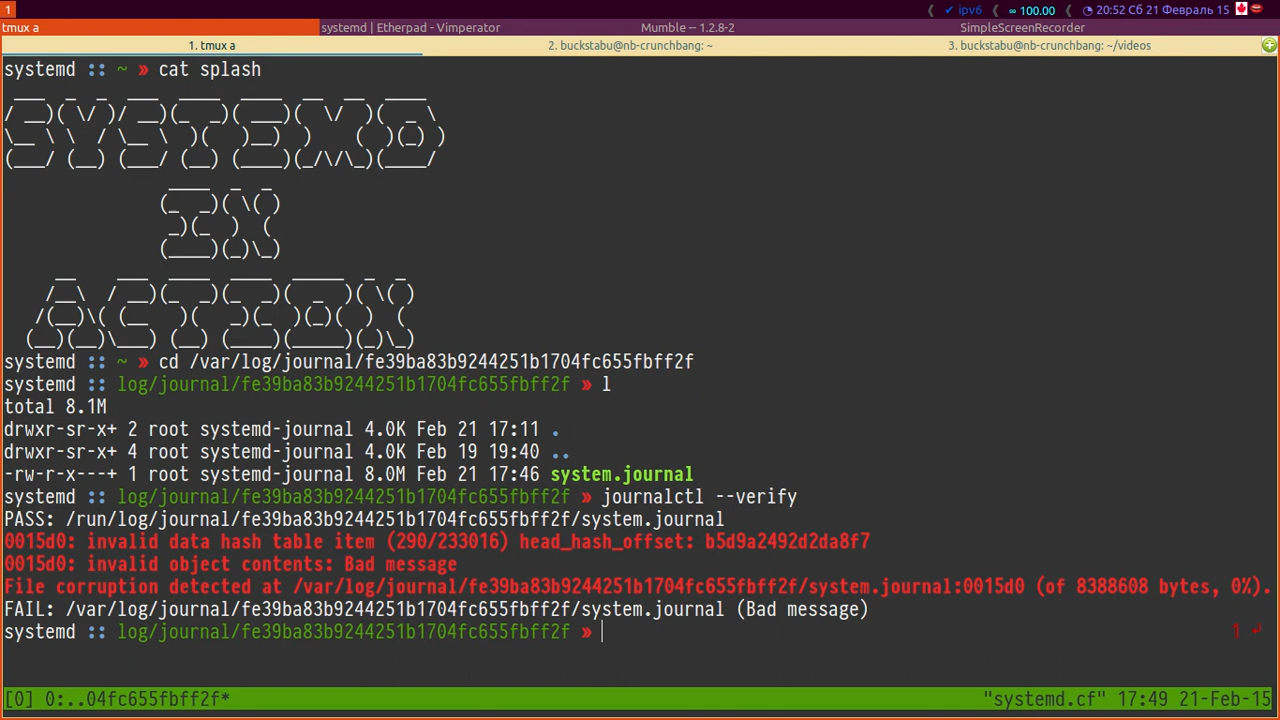 1
✔ ipv6
∞ 100.00
20:52 Сб 21 Февраль 15
tmux a
systemd | Etherpad - Vimperator
Mumble -- 1.2.8-2
SimpleScreenRecorder
1. tmux a
2. buckstabu@nb-crunchbang: ~
3. buckstabu@nb-crunchbang: ~/videos
systemd :: ~ » cat splash
SYSTEMD
IN
ACTION
systemd :: ~ » cd /var/log/journal/fe39ba83b9244251b1704fc655fbff2f
systemd :: log/journal/fe39ba83b9244251b1704fc655fbff2f » l
total 8.1M
drwxr-sr-x+ 2 root systemd-journal 4.0K Feb 21 17:11 .
drwxr-sr-x+ 4 root systemd-journal 4.0K Feb 19 19:40 ..
-rw-r-x---+ 1 root systemd-journal 8.0M Feb 21 17:46 system.journal
systemd :: log/journal/fe39ba83b9244251b1704fc655fbff2f » journalctl --verify
PASS: /run/log/journal/fe39ba83b9244251b1704fc655fbff2f/system.journal
0015d0: invalid data hash table item (290/233016) head_hash_offset: b5d9a2492d2da8f7
0015d0: invalid object contents: Bad message
File corruption detected at /var/log/journal/fe39ba83b9244251b1704fc655fbff2f/system.journal:0015d0 (of 8388608 bytes, 0%).
FAIL: /var/log/journal/fe39ba83b9244251b1704fc655fbff2f/system.journal (Bad message)
systemd :: log/journal/fe39ba83b9244251b1704fc655fbff2f » 1 ↵
[0] 0:..04fc655fbff2f* "systemd.cf" 17:49 21-Feb-15